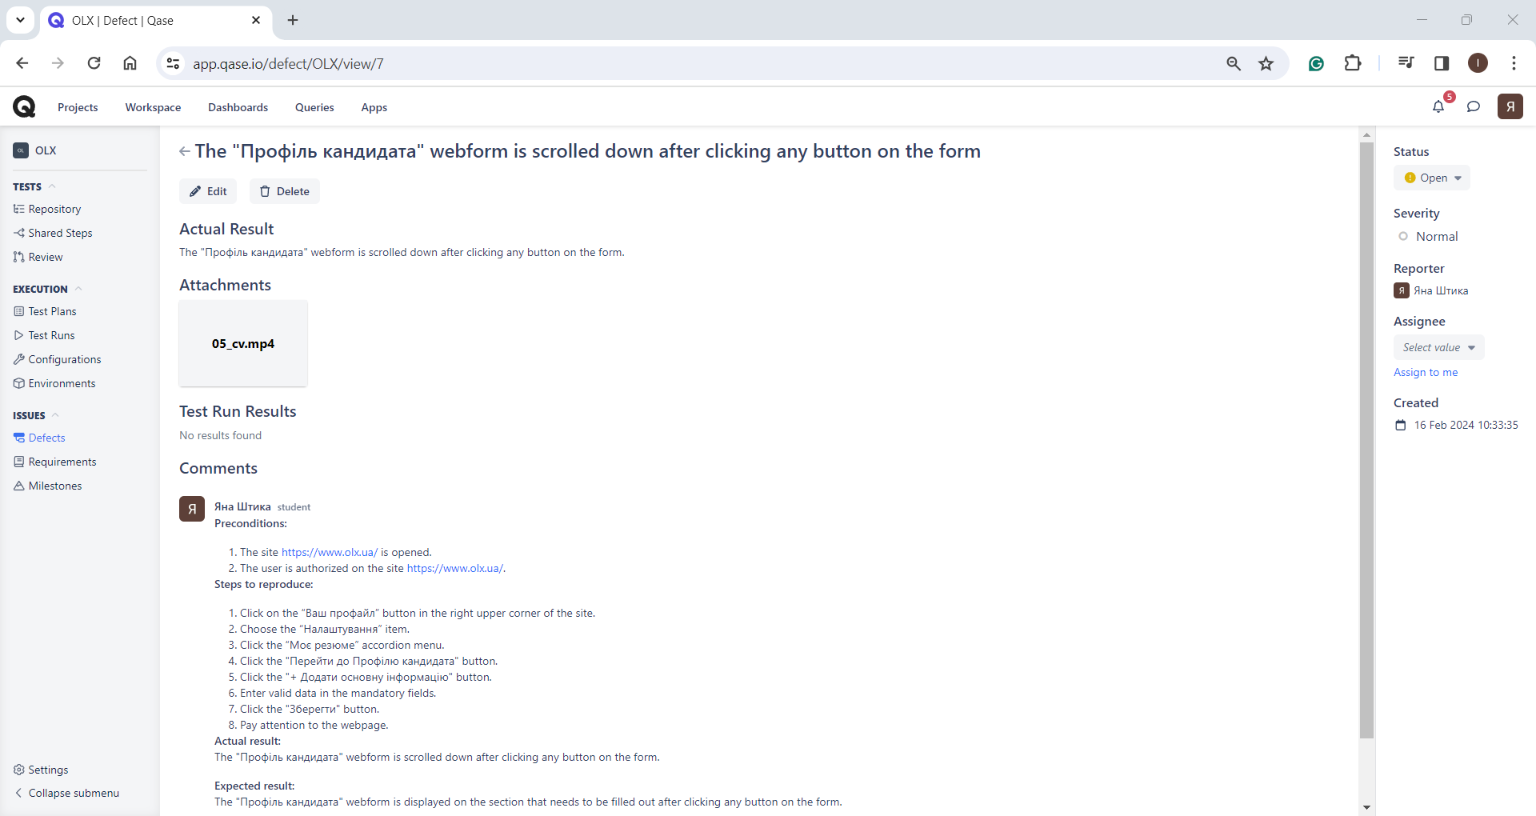 OLX | Defect | Qase
app.qase.io/defect/OLX/view/7
I
Projects
Workspace
Dashboards
Queries
Apps
5
Я
OLX
TESTS
Repository
Shared Steps
Review
EXECUTION
Test Plans
Test Runs
Configurations
Environments
ISSUES
Defects
Requirements
Milestones
Settings
Collapse submenu
The "Профіль кандидата" webform is scrolled down after clicking any button on the form
Edit
Delete
Actual Result
The "Профіль кандидата" webform is scrolled down after clicking any button on the form.
Attachments
05_cv.mp4
Test Run Results
No results found
Comments
Я
Яна Штика student
Preconditions:
1. The site https://www.olx.ua/ is opened.
2. The user is authorized on the site https://www.olx.ua/.
Steps to reproduce:
1. Click on the "Ваш профайл" button in the right upper corner of the site.
2. Choose the "Налаштування" item.
3. Click the "Моє резюме" accordion menu.
4. Click the "Перейти до Профілю кандидата" button.
5. Click the "+ Додати основну інформацію" button.
6. Enter valid data in the mandatory fields.
7. Click the "Зберегти" button.
8. Pay attention to the webpage.
Actual result:
The "Профіль кандидата" webform is scrolled down after clicking any button on the form.
Expected result:
The "Профіль кандидата" webform is displayed on the section that needs to be filled out after clicking any button on the form.
Status
Open
Severity
Normal
Reporter
Я Яна Штика
Assignee
Select value
Assign to me
Created
16 Feb 2024 10:33:35